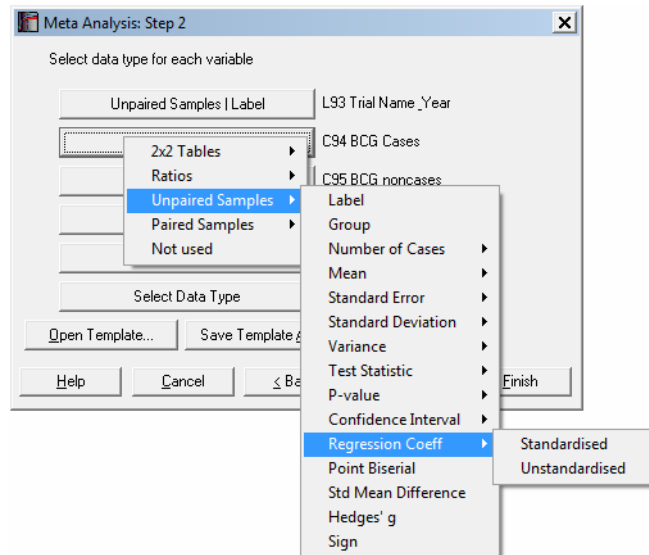 Meta Analysis: Step 2
Select data type for each variable
Unpaired Samples | Label
L93 Trial Name_Year
C94 BCG Cases
C95 BCG noncases
2x2 Tables
Ratios
Unpaired Samples
Paired Samples
Not used
Label
Group
Number of Cases
Mean
Standard Error
Standard Deviation
Variance
Test Statistic
P-value
Confidence Interval
Regression Coeff
Point Biserial
Std Mean Difference
Hedges' g
Sign
Standardised
Unstandardised
Select Data Type
Open Template...
Save Template
Help
Cancel
< Ba
Finish